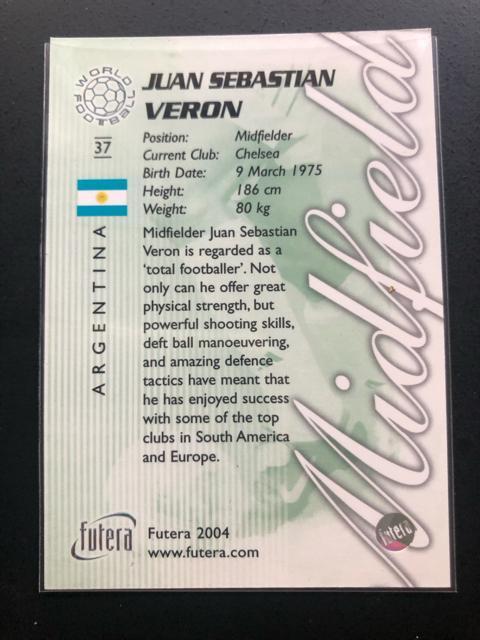 WORLD FOOTBALL
JUAN SEBASTIAN
VERON
37
Position: Midfielder
Current Club: Chelsea
Birth Date: 9 March 1975
Height: 186 cm
Weight: 80 kg
ARGENTINA
Midfielder Juan Sebastian
Veron is regarded as a
'total footballer'. Not
only can he offer great
physical strength, but
powerful shooting skills,
deft ball manoeuvering,
and amazing defence
tactics have meant that
he has enjoyed success
with some of the top
clubs in South America
and Europe.
Midfield
futera
Futera 2004
www.futera.com
futera